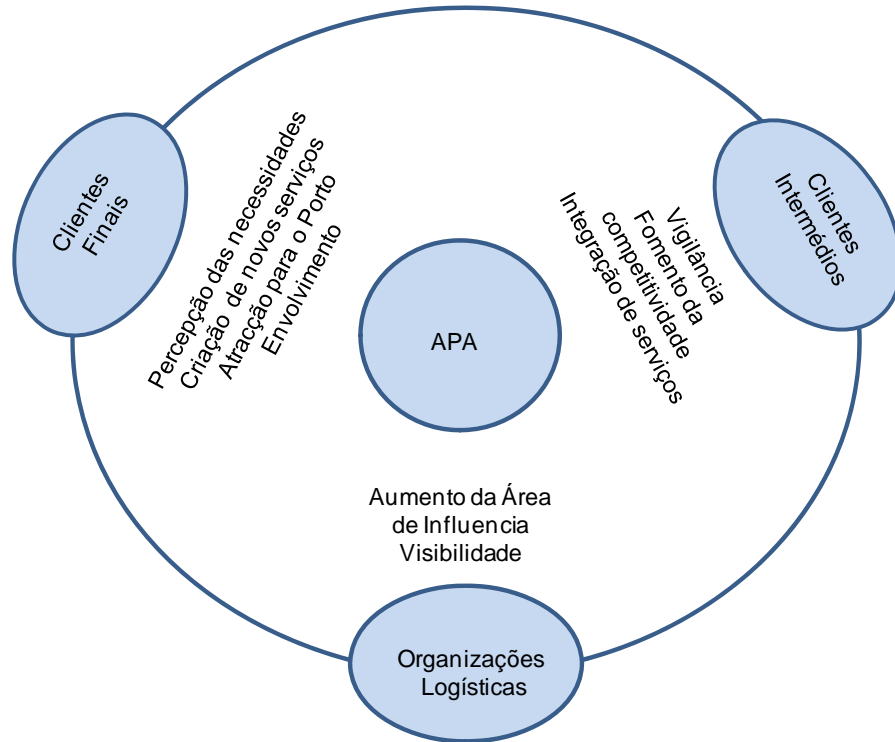 Clientes
Finais
Percepção das necessidades
Criação de novos serviços
Atracção para o Porto
Envolvimento
APA
Clientes
Intermédios
Vigilância
Fomento da
competitividade
Integração de serviços
Aumento da Área
de Influencia
Visibilidade
Organizações
Logísticas